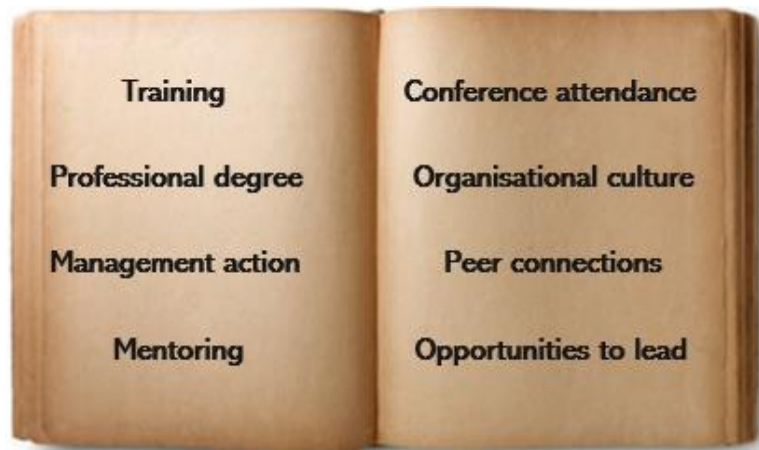 Training
Professional degree
Management action
Mentoring
Conference attendance
Organisational culture
Peer connections
Opportunities to lead